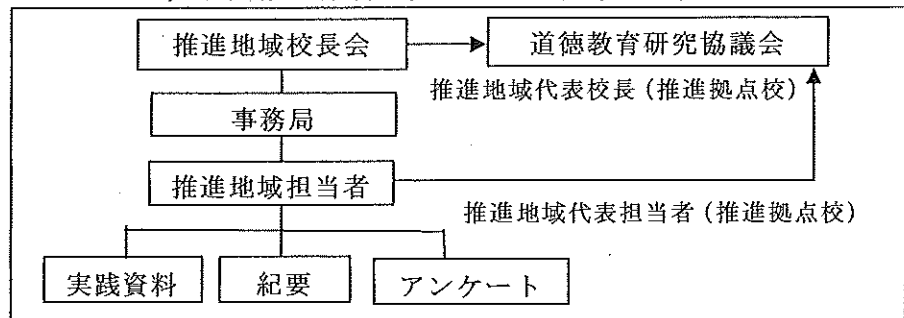 推進地域校長会
道徳教育研究協議会
推進地域代表校長(推進拠点校)
事務局
推進地域担当者
推進地域代表担当者(推進拠点校)
実践資料
紀要
アンケート